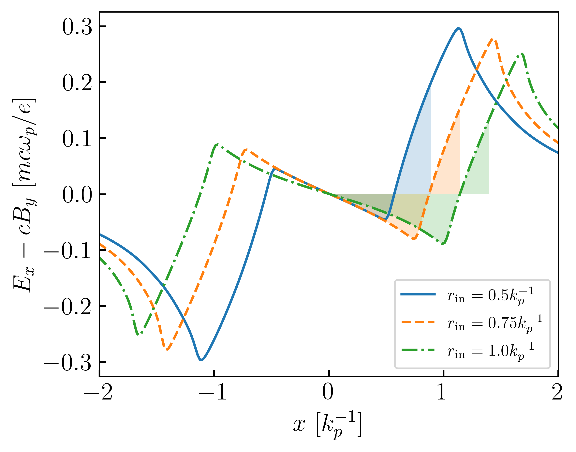 0.3
0.2
0.1
0.0
−0.1
−0.2
−0.3
E_x − cB_y [mcω_p/e]
r_in = 0.5k_p^−1
r_in = 0.75k_p^−1
r_in = 1.0k_p^−1
−2
−1
0
1
2
x [k_p^−1]